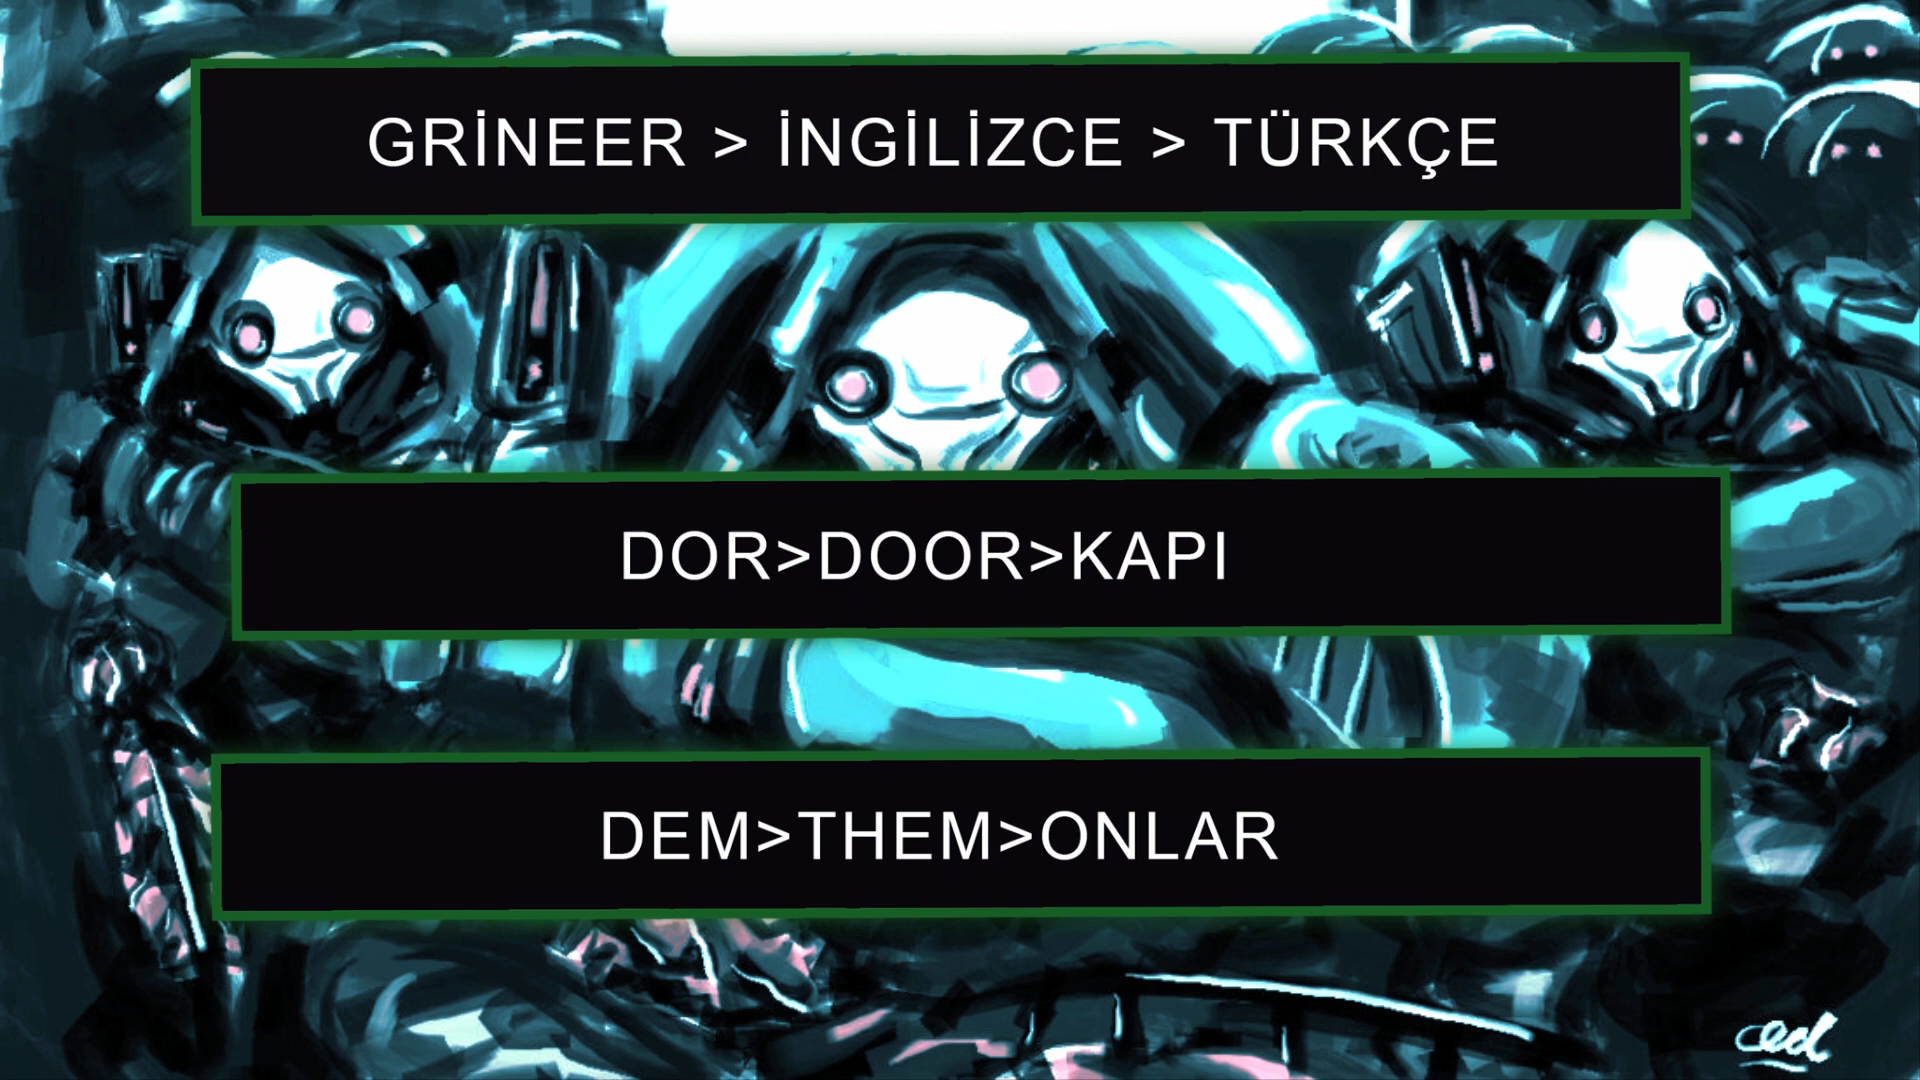 GRİNEER > İNGİLİZCE > TÜRKÇE
DOR>DOOR>KAPI
DEM>THEM>ONLAR